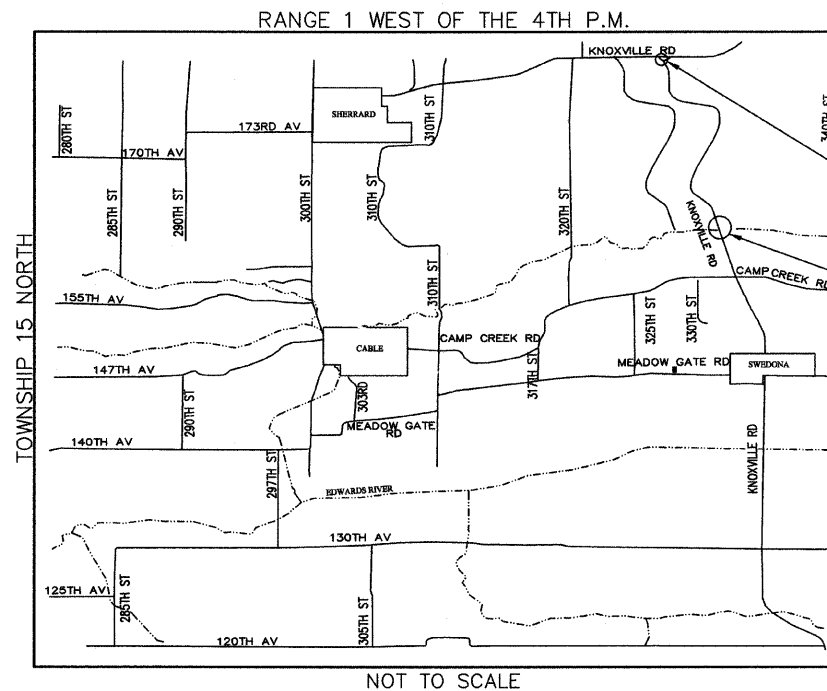 RANGE 1 WEST OF THE 4TH P.M.
KNOXVILLE RD
SHERRARD
310TH ST
340TH ST
280TH ST
173RD AV
170TH AV
285TH ST
290TH ST
300TH ST
310TH ST
320TH ST
KNOXVILLE RD
TOWNSHIP 15 NORTH
310TH ST
CAMP CREEK RD
155TH AV
325TH ST
330TH ST
CABLE
CAMP CREEK RD
147TH AV
317TH ST
MEADOW GATE RD
SWEDONA
290TH ST
303RD
MEADOW GATE
RD
140TH AV
297TH ST
KNOXVILLE RD
EDWARDS RIVER
130TH AV
125TH AV
285TH ST
305TH ST
120TH AV
NOT TO SCALE